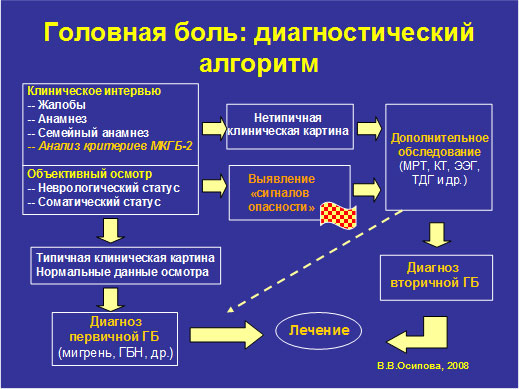 Головная боль: диагностический
алгоритм
Клиническое интервью
-- Жалобы
-- Анамнез
-- Семейный анамнез
-- Анализ критериев МКГБ-2
Объективный осмотр
-- Неврологический статус
-- Соматический статус
Нетипичная
клиническая картина
Выявление
«сигналов
опасности»
Дополнительное
обследование
(МРТ, КТ, ЭЭГ,
ТДГ и др.)
Типичная клиническая картина
Нормальные данные осмотра
Диагноз
вторичной ГБ
Диагноз
первичной ГБ
(мигрень, ГБН, др.)
Лечение
В.В.Осипова, 2008